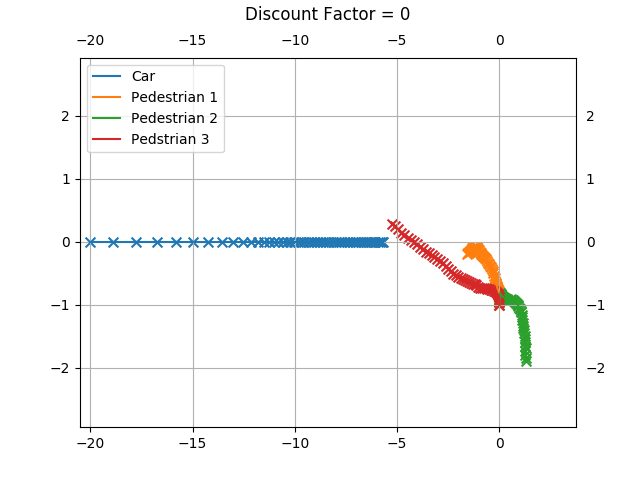 Discount Factor = 0
−20 −15 −10 −5 0
Car
Pedestrian 1
Pedestrian 2
Pedstrian 3
2 2
1 1
0 0
−1 −1
−2 −2
−20 −15 −10 −5 0